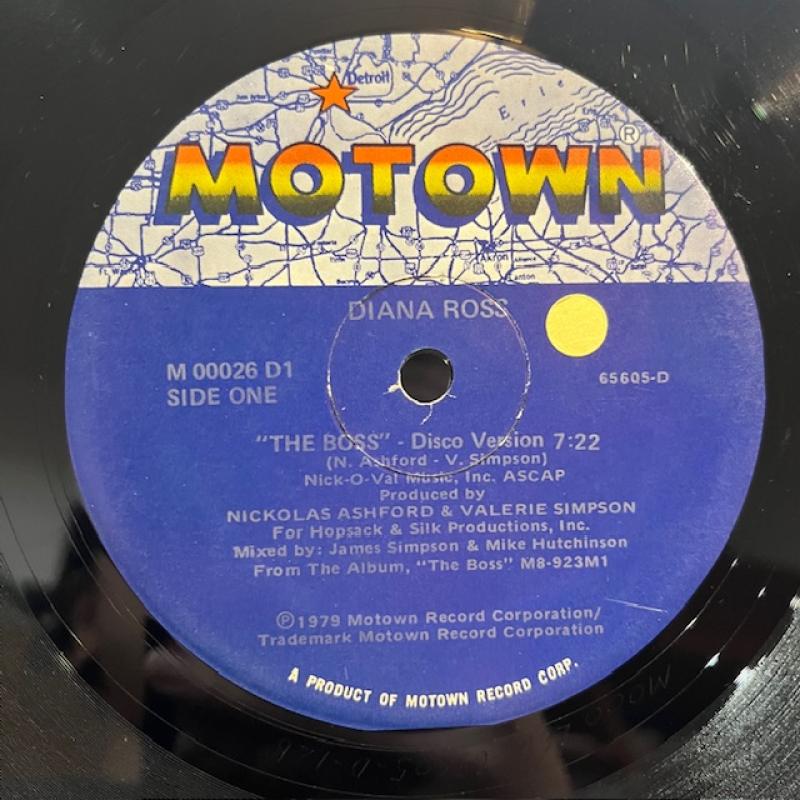 Detroit
Erie
MOTOWN®
Akron
Canton
DIANA ROSS
M 00026 D1
65605-D
SIDE ONE
"THE BOSS" - Disco Version 7:22
(N. Ashford - V. Simpson)
Nick-O-Val Music, Inc. ASCAP
Produced by
NICKOLAS ASHFORD & VALERIE SIMPSON
For Hopsack & Silk Productions, Inc.
Mixed by: James Simpson & Mike Hutchinson
From The Album, "The Boss" M8-923M1
℗1979 Motown Record Corporation/
Trademark Motown Record Corporation
A PRODUCT OF MOTOWN RECORD CORP.